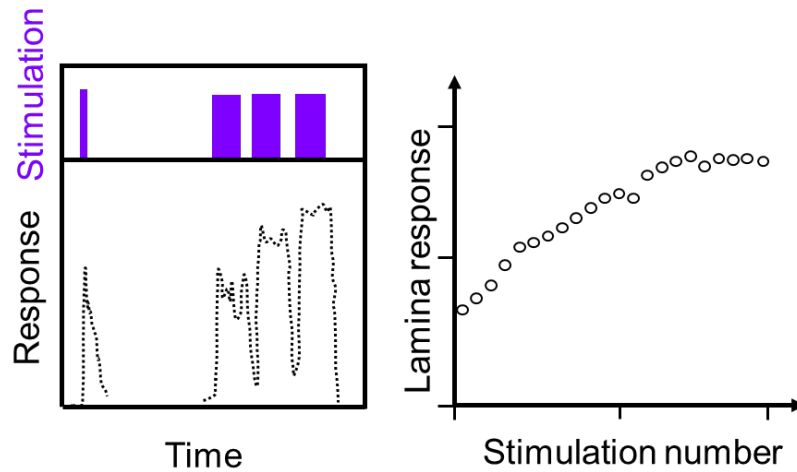 Stimulation
Response
Time
Lamina response
Stimulation number